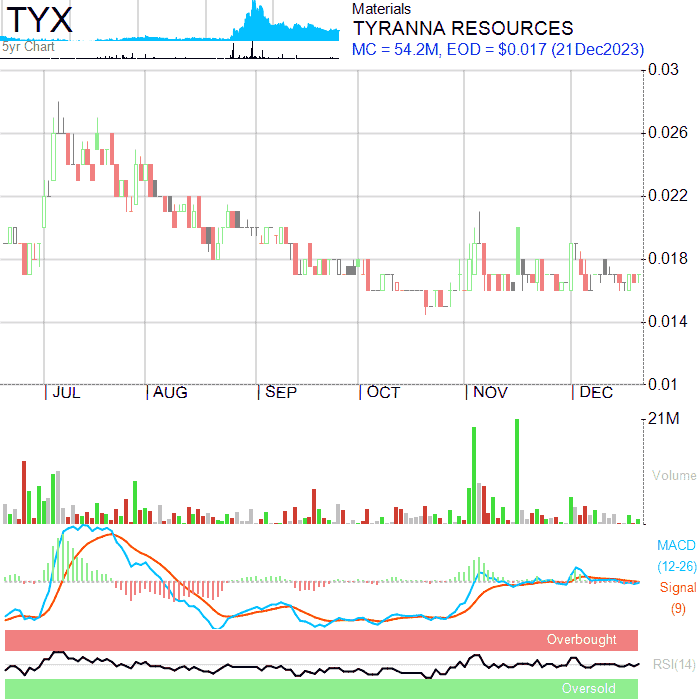 TYX
5yr Chart
Materials
TYRANNA RESOURCES
MC = 54.2M, EOD = $0.017 (21Dec2023)
0.03
0.026
0.022
0.018
0.014
0.01
JUL AUG SEP OCT NOV DEC
21M
Volume
MACD
(12-26)
Signal
(9)
Overbought
RSI(14)
Oversold